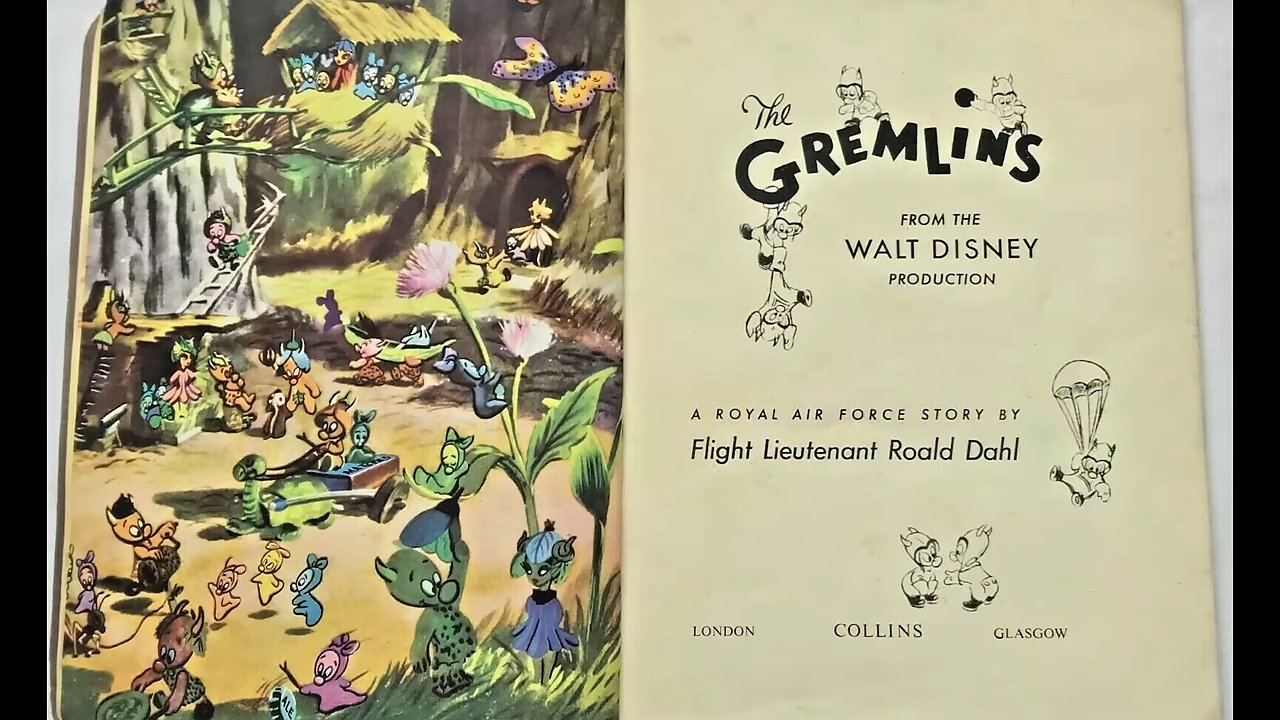 ALE
The
GREMLINS
FROM THE
WALT DISNEY
PRODUCTION
A ROYAL AIR FORCE STORY BY
Flight Lieutenant Roald Dahl
LONDON COLLINS GLASGOW